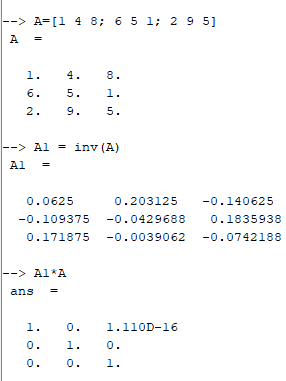 --> A=[1 4 8; 6 5 1; 2 9 5]
A =
1. 4. 8.
6. 5. 1.
2. 9. 5.
--> A1 = inv(A)
A1 =
0.0625 0.203125 -0.140625
-0.109375 -0.0429688 0.1835938
0.171875 -0.0039062 -0.0742188
--> A1*A
ans =
1. 0. 1.110D-16
0. 1. 0.
0. 0. 1.